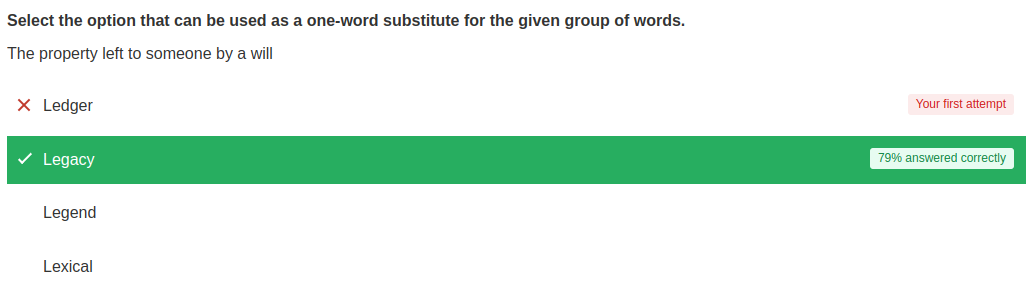 Select the option that can be used as a one-word substitute for the given group of words.
The property left to someone by a will
Ledger Your first attempt
Legacy 79% answered correctly
Legend
Lexical